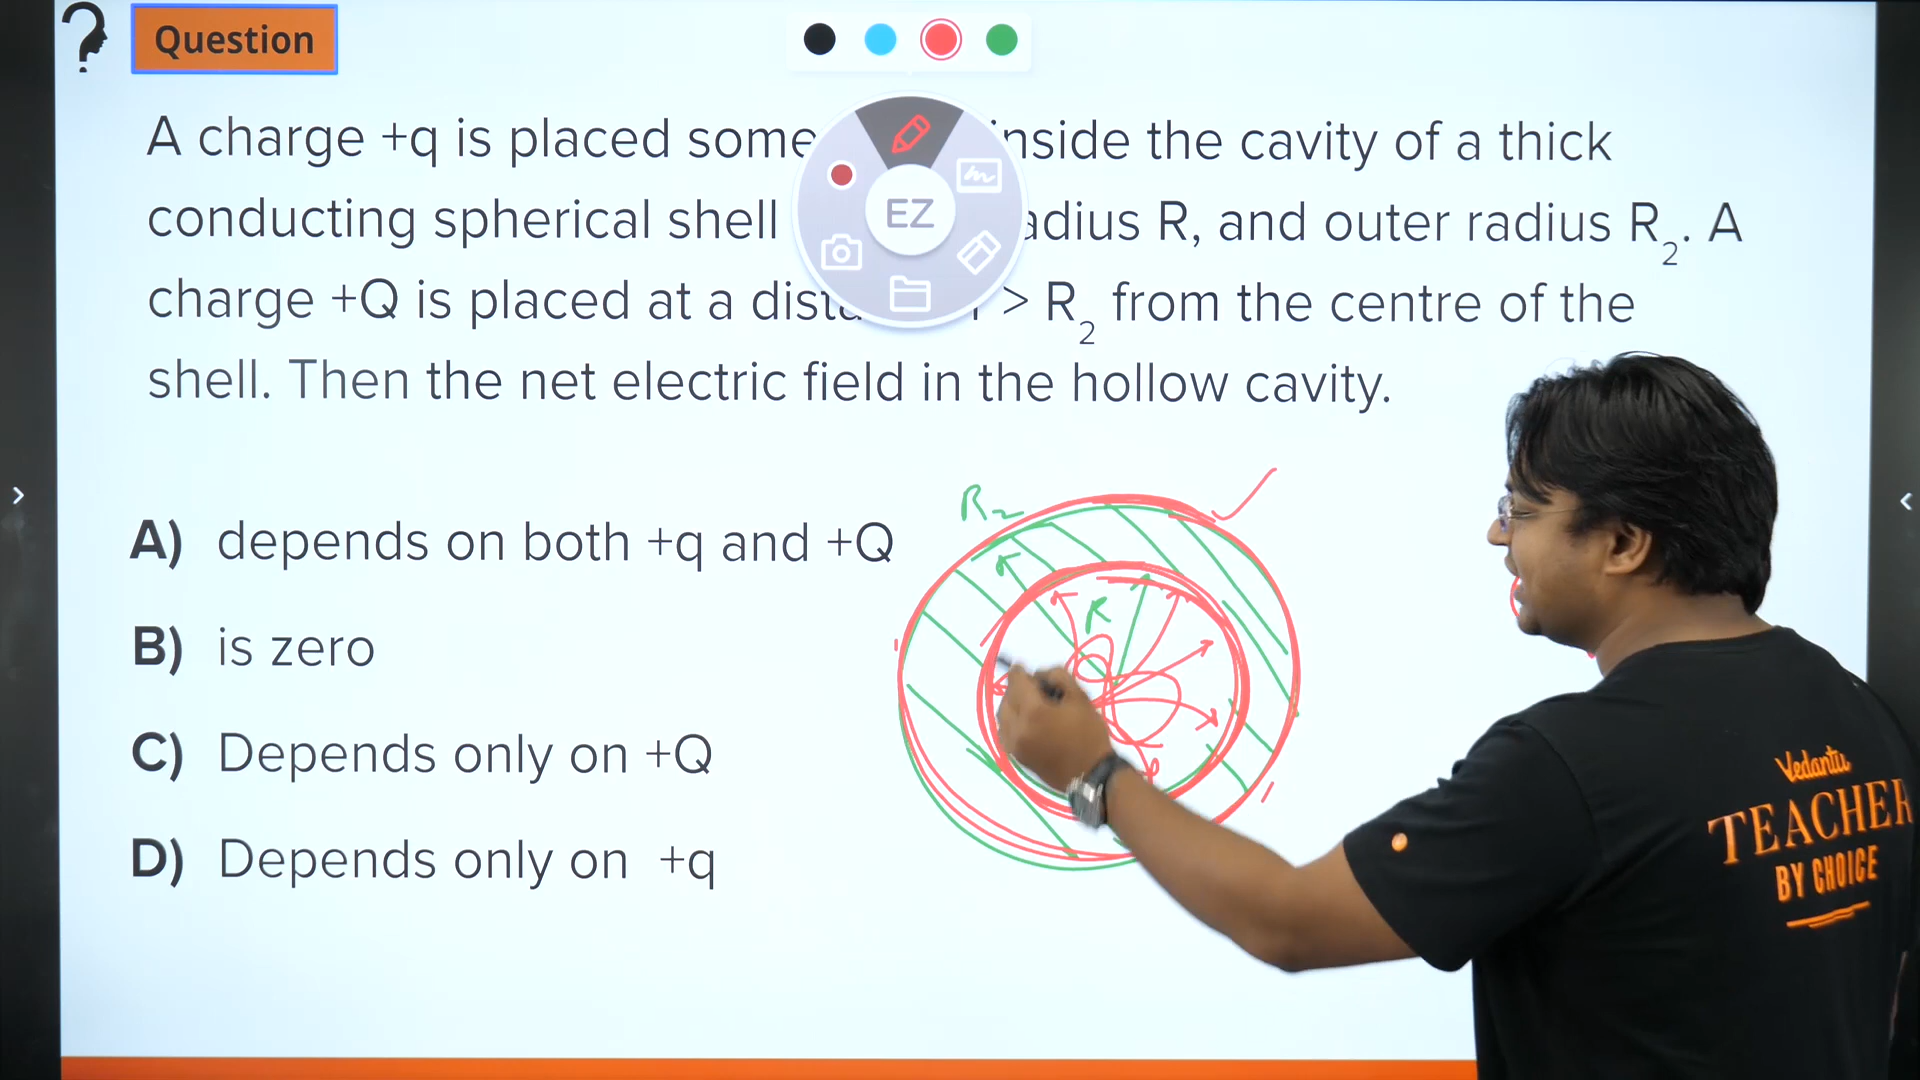 Question
A charge +q is placed some inside the cavity of a thick
EZ
conducting spherical shell adius R, and outer radius R₂. A
charge +Q is placed at a dista > R₂ from the centre of the
shell. Then the net electric field in the hollow cavity.
R₂
A) depends on both +q and +Q
R
B) is zero
C) Depends only on +Q
D) Depends only on +q
Vedantu
TEACHER
BY CHOICE